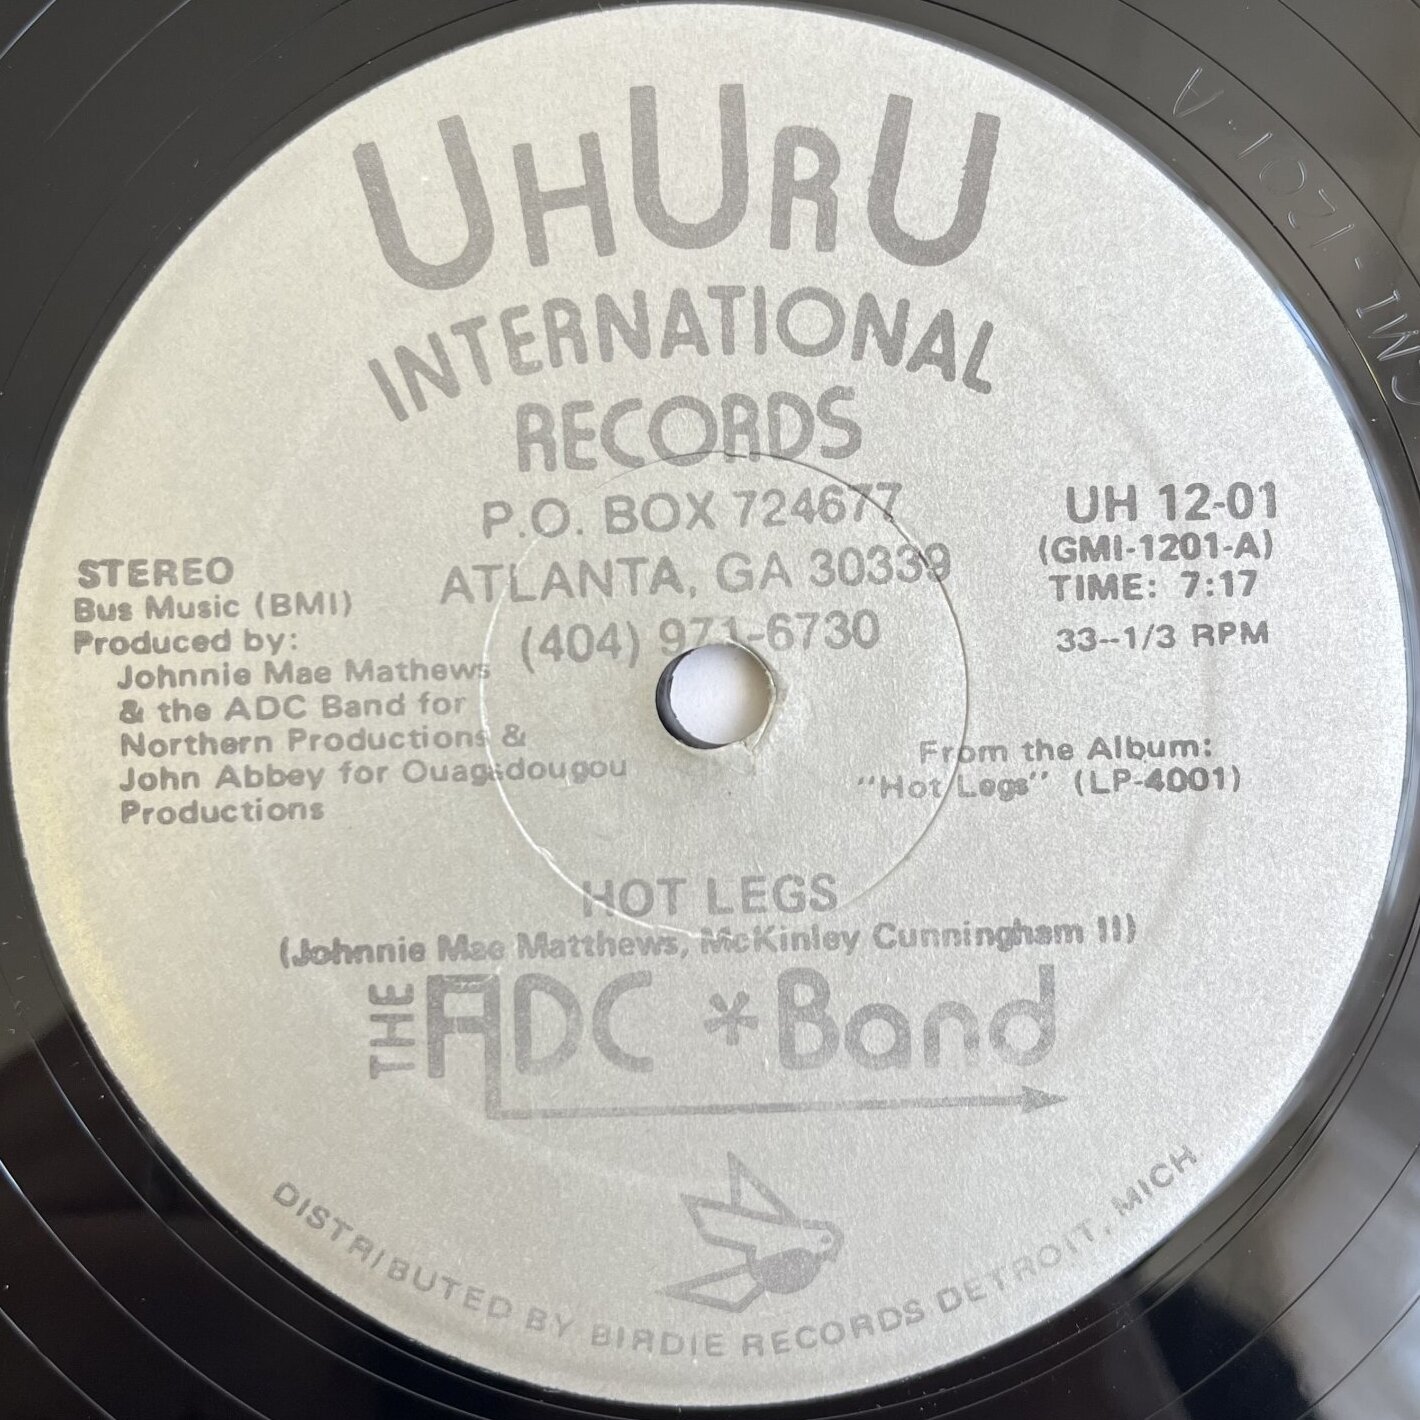 UHURU
INTERNATIONAL
RECORDS
P.O. BOX 724677
ATLANTA, GA 30339
(404) 971-6730
UH 12-01
(GMI-1201-A)
TIME: 7:17
33--1/3 RPM
STEREO
Bus Music (BMI)
Produced by:
Johnnie Mae Mathews
& the ADC Band for
Northern Productions &
John Abbey for Ouagadougou
Productions
From the Album:
"Hot Legs" (LP-4001)
HOT LEGS
(Johnnie Mae Matthews, McKinley Cunningham II)
THE ADC * Band
DISTRIBUTED BY BIRDIE RECORDS DETROIT, MICH.
GMI-1201-A